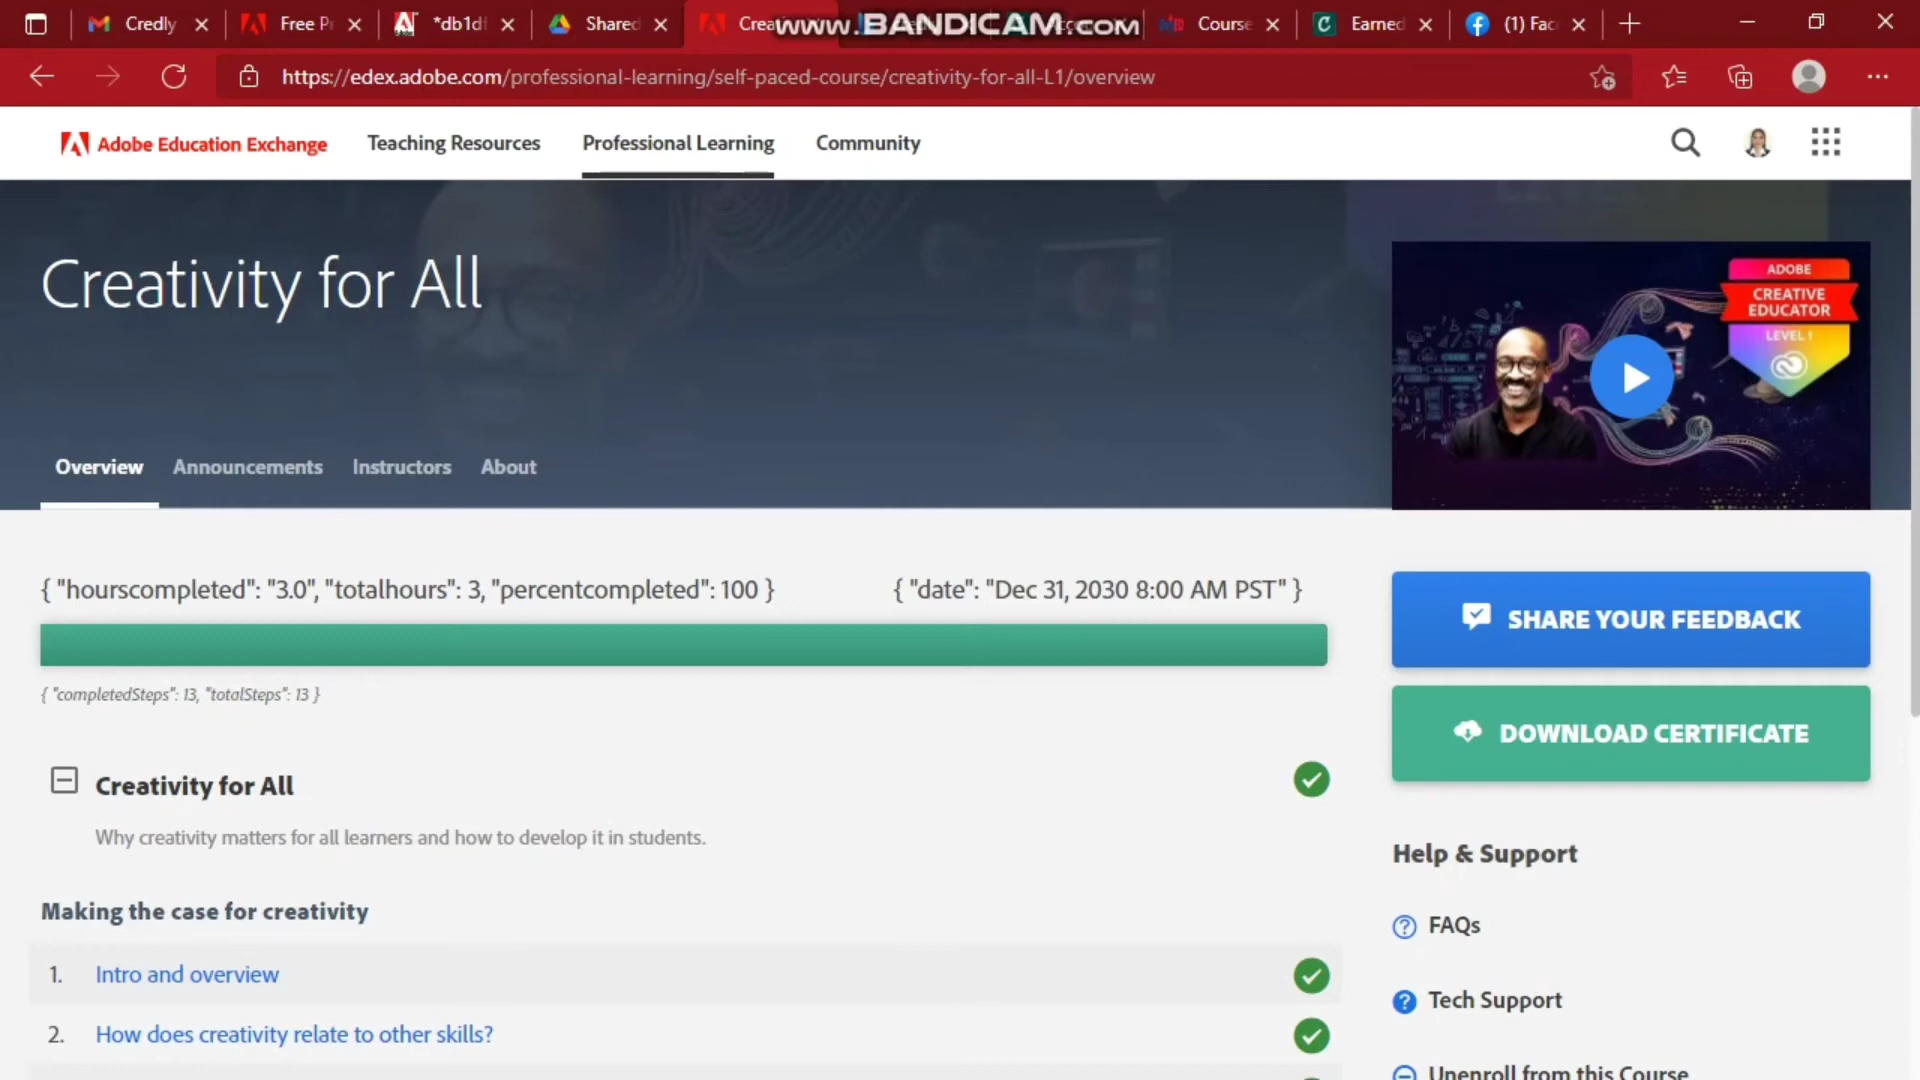 Credly
Free Pr
*db1df
Shared
Crea
www.BANDICAM.com
Course
Earned
(1) Fac
https://edex.adobe.com/professional-learning/self-paced-course/creativity-for-all-L1/overview
Adobe Education Exchange
Teaching Resources
Professional Learning
Community
Creativity for All
ADOBE
CREATIVE
EDUCATOR
LEVEL 1
Overview
Announcements
Instructors
About
{ "hourscompleted": "3.0", "totalhours": 3, "percentcompleted": 100 }
{ "date": "Dec 31, 2030 8:00 AM PST" }
{ "completedSteps": 13, "totalSteps": 13 }
SHARE YOUR FEEDBACK
DOWNLOAD CERTIFICATE
Creativity for All
Why creativity matters for all learners and how to develop it in students.
Making the case for creativity
1. Intro and overview
2. How does creativity relate to other skills?
Help & Support
FAQs
Tech Support
Unenroll from this Course